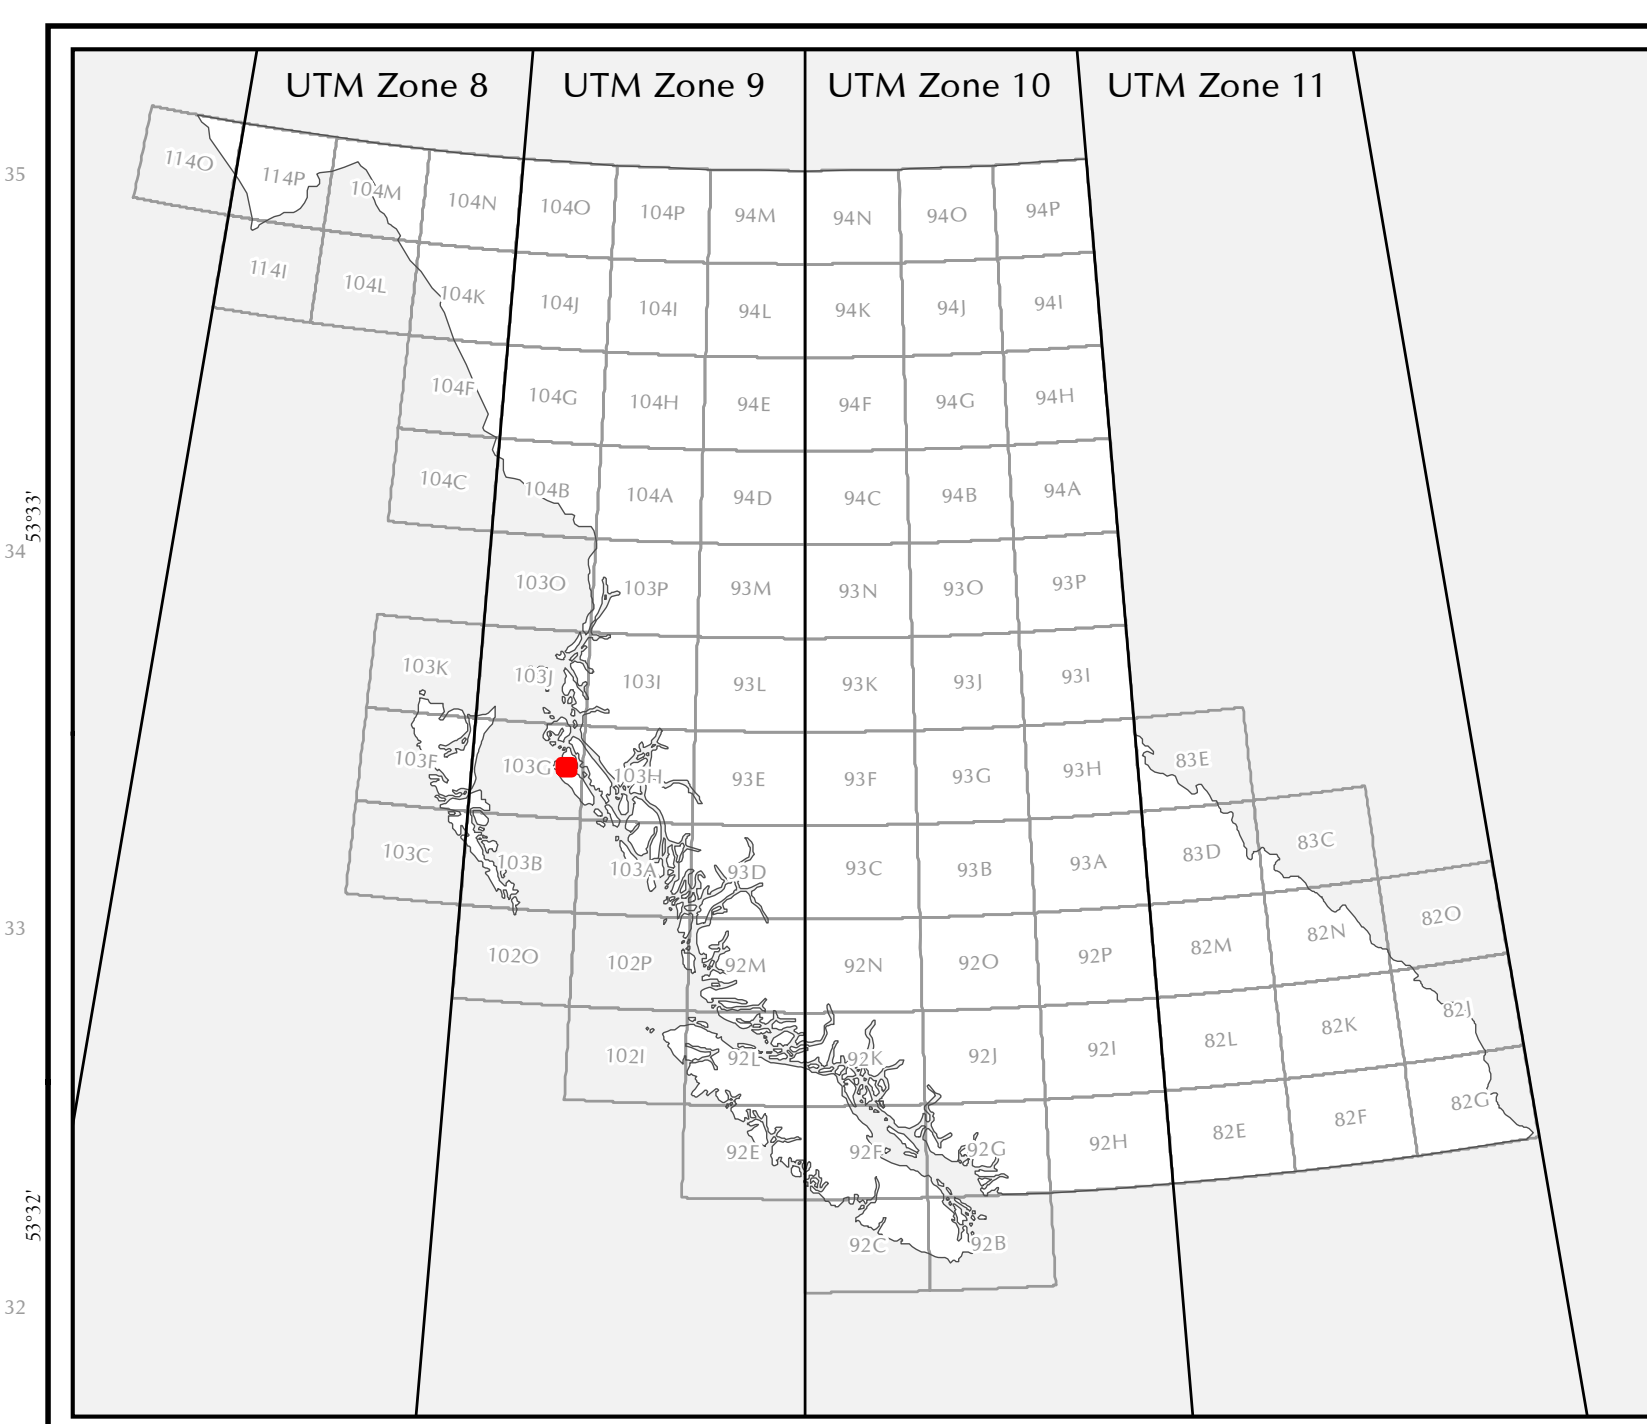 UTM Zone 8 UTM Zone 9 UTM Zone 10 UTM Zone 11
35
114O 114P 104M 104N 104O 104P 94M 94N 94O 94P
114I 104L 104K 104J 104I 94L 94K 94J 94I
104F 104G 104H 94E 94F 94G 94H
104C 104B 104A 94D 94C 94B 94A
53°33'
34
103O 103P 93M 93N 93O 93P
103K 103J 103I 93L 93K 93J 93I
103F 103G 103H 93E 93F 93G 93H 83E
103C 103B 103A 93D 93C 93B 93A 83D 83C
33
102O 102P 92M 92N 92O 92P 82M 82N 82O
102I 92L 92K 92J 92I 82L 82K 82J
92E 92F 92G 92H 82E 82F 82G
53°32'
92C 92B
32